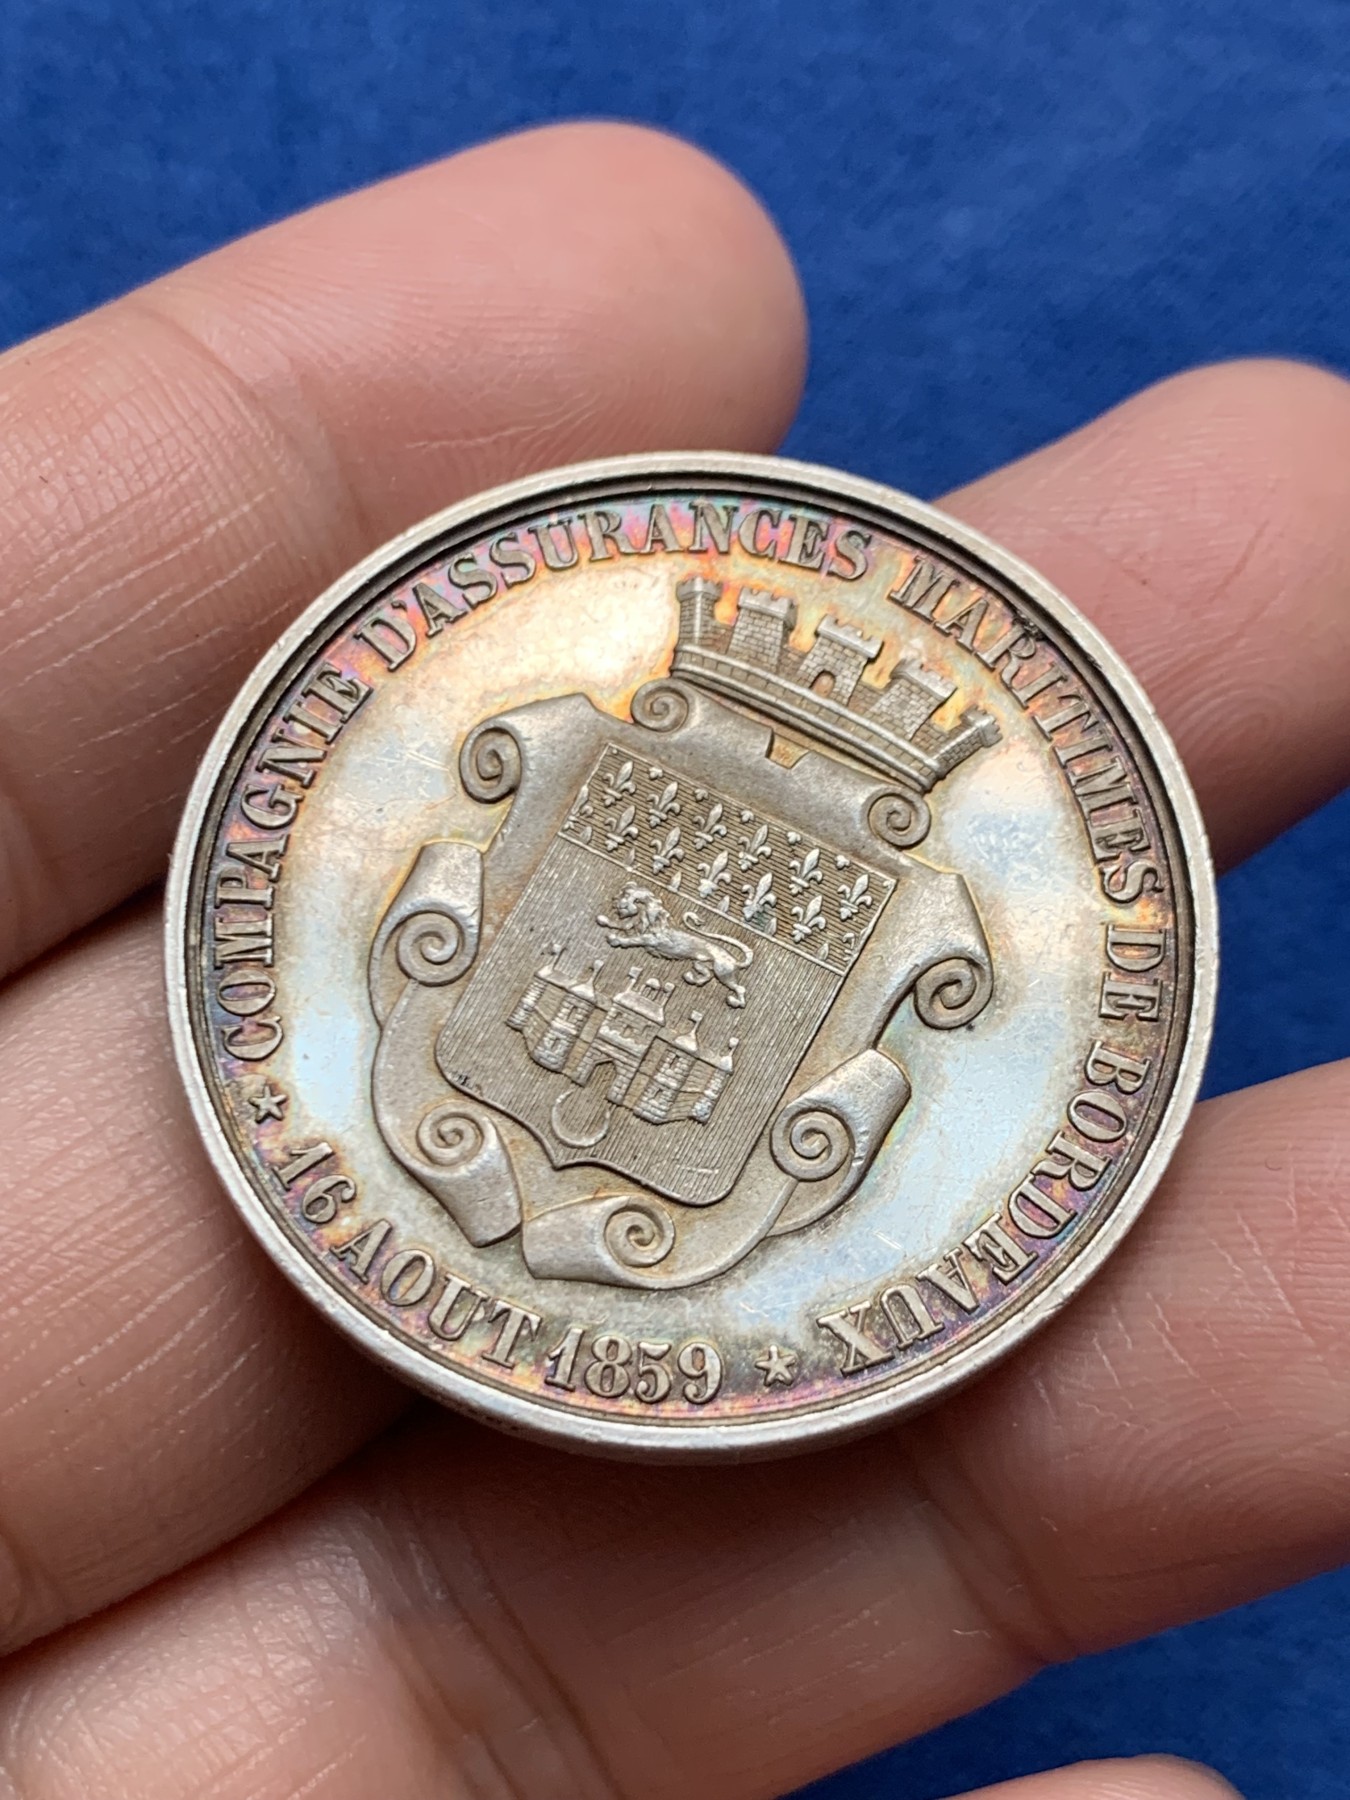 COMPAGNIE D'ASSURANCES MARITIMES DE BORDEAUX
★ 16 AOUT 1859 ★